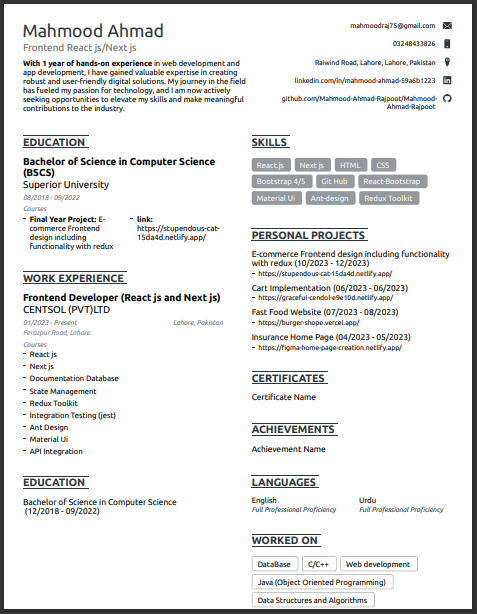 Mahmood Ahmad
Frontend React js/Next js
With 1 year of hands-on experience in web development and
app development, I have gained valuable expertise in creating
robust and user-friendly digital solutions. My journey in the field
has fueled my passion for technology, and I am now actively
seeking opportunities to elevate my skills and make meaningful
contributions to the industry.
mahmoodraj75@gmail.com
03248433826
Raiwind Road, Lahore, Lahore, Pakistan
linkedin.com/in/mahmood-ahmad-59a6b1223
github.com/Mahmood-Ahmad-Rajpoot/Mahmood-
Ahmad-Rajpoot
EDUCATION
Bachelor of Science in Computer Science
(BSCS)
Superior University
08/2018 - 09/2022
Courses
- Final Year Project: E-
commerce Frontend
design including
functionality with redux
- link:
https://stupendous-cat-
15da4d.netlify.app/
WORK EXPERIENCE
Frontend Developer (React js and Next js)
CENTSOL (PVT)LTD
01/2023 - Present
Lahore, Pakistan
Ferozpur Road, Lahore.
Courses
- React js
- Next js
- Documentation Database
- State Management
- Redux Toolkit
- Integration Testing (jest)
- Ant Design
- Material Ui
- API Integration
EDUCATION
Bachelor of Science in Computer Science
(12/2018 - 09/2022)
SKILLS
React.js
Next js
HTML
CSS
Bootstrap 4/5
Git Hub
React-Bootstrap
Material Ui
Ant-design
Redux Toolkit
PERSONAL PROJECTS
E-commerce Frontend design including functionality
with redux (10/2023 - 12/2023)
- https://stupendous-cat-15da4d.netlify.app/
Cart Implementation (06/2023 - 06/2023)
- https://graceful-cendol-e9e10d.netlify.app/
Fast Food Website (07/2023 - 08/2023)
- https://burger-shope.vercel.app/
Insurance Home Page (04/2023 - 05/2023)
- https://figma-home-page-creation.netlify.app/
CERTIFICATES
Certificate Name
ACHIEVEMENTS
Achievement Name
LANGUAGES
English
Full Professional Proficiency
Urdu
Full Professional Proficiency
WORKED ON
DataBase
C/C++
Web development
Java (Object Oriented Programming)
Data Structures and Algorithms